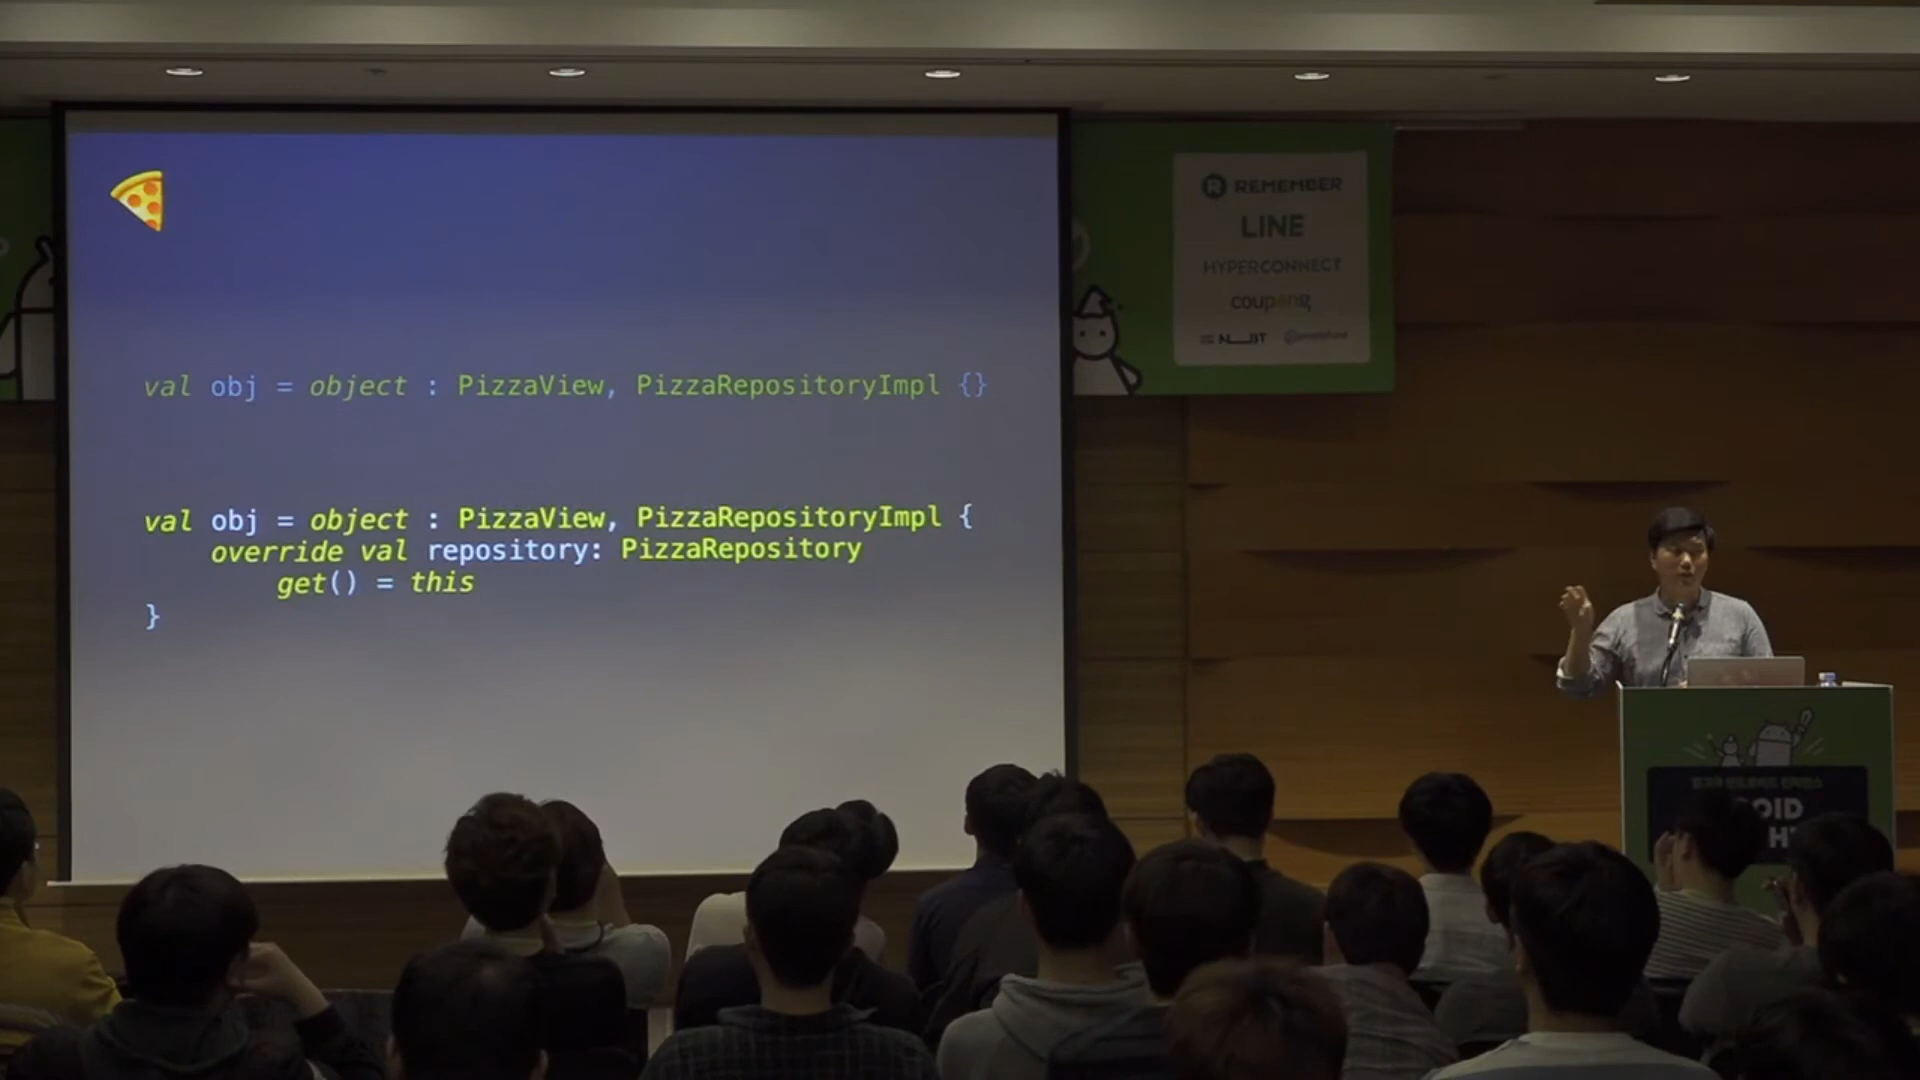 val obj = object : PizzaView, PizzaRepositoryImpl {}
val obj = object : PizzaView, PizzaRepositoryImpl {
    override val repository: PizzaRepository
        get() = this
}
R REMEMBER
LINE
HYPERCONNECT
coupang
OID